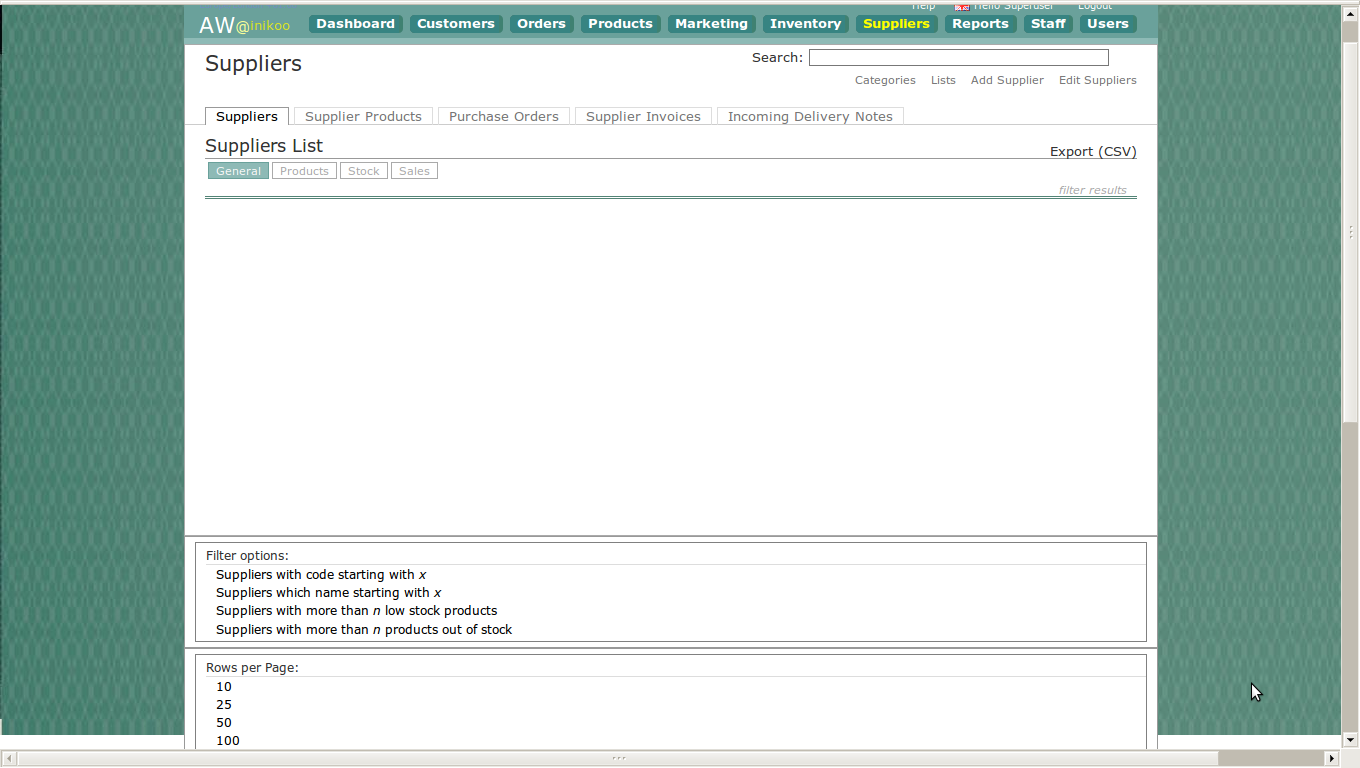 Help Hello Superuser Logout
AW@inikoo Dashboard Customers Orders Products Marketing Inventory Suppliers Reports Staff Users
Suppliers Search:
Categories Lists Add Supplier Edit Suppliers
Suppliers Supplier Products Purchase Orders Supplier Invoices Incoming Delivery Notes
Suppliers List Export (CSV)
General Products Stock Sales
filter results
Filter options:
Suppliers with code starting with x
Suppliers which name starting with x
Suppliers with more than n low stock products
Suppliers with more than n products out of stock
Rows per Page:
10
25
50
100